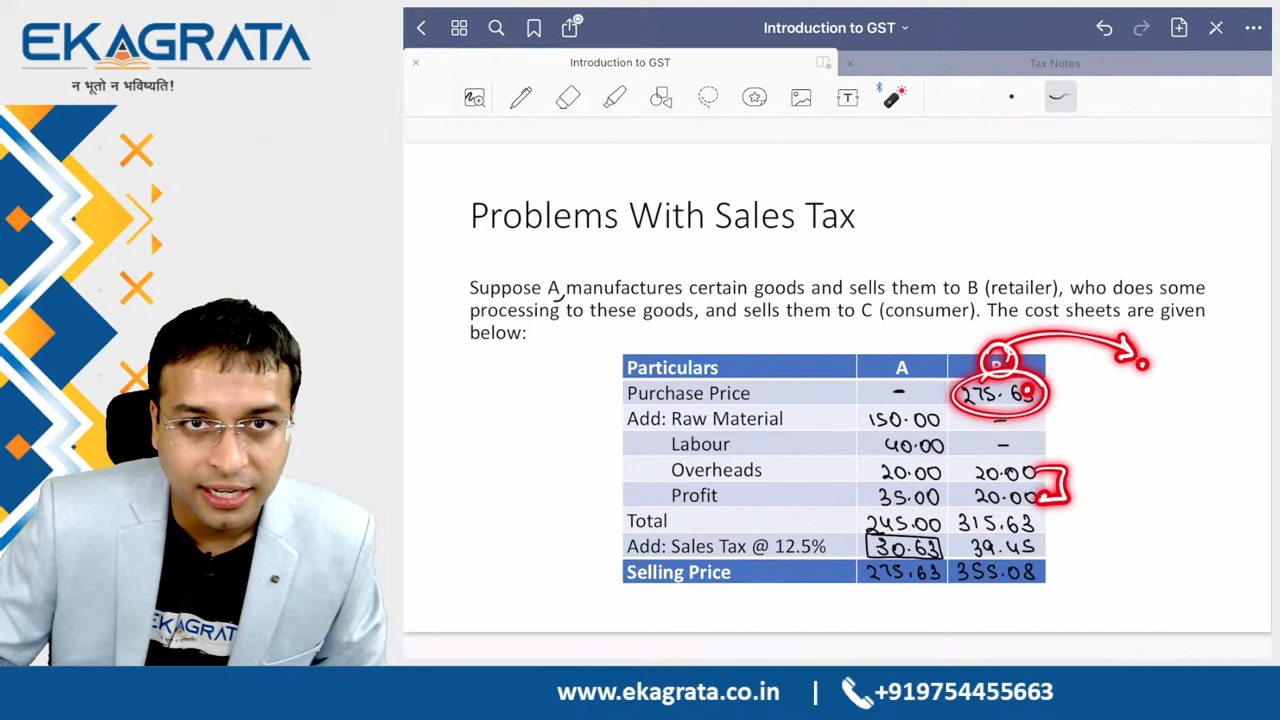 EKAGRATA
न भूतो न भविष्यति!
Introduction to GST
Introduction to GST
Tax Notes
T
Problems With Sales Tax
Suppose A manufactures certain goods and sells them to B (retailer), who does some
processing to these goods, and sells them to C (consumer). The cost sheets are given
below:
Particulars A B
Purchase Price - 275.63
Add: Raw Material 150.00 -
Labour 40.00 -
Overheads 20.00 20.00
Profit 35.00 20.00
Total 245.00 315.63
Add: Sales Tax @ 12.5% 30.63 39.45
Selling Price 275.63 355.08
EKAGRATA
www.ekagrata.co.in | +919754455663